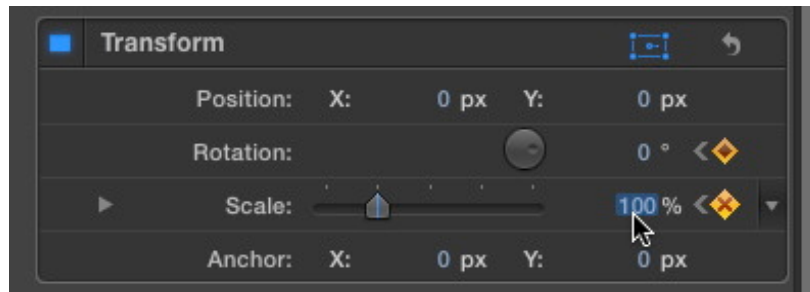 Transform
Position: X: 0 px Y: 0 px
Rotation: 0 °
Scale: 100 %
Anchor: X: 0 px Y: 0 px